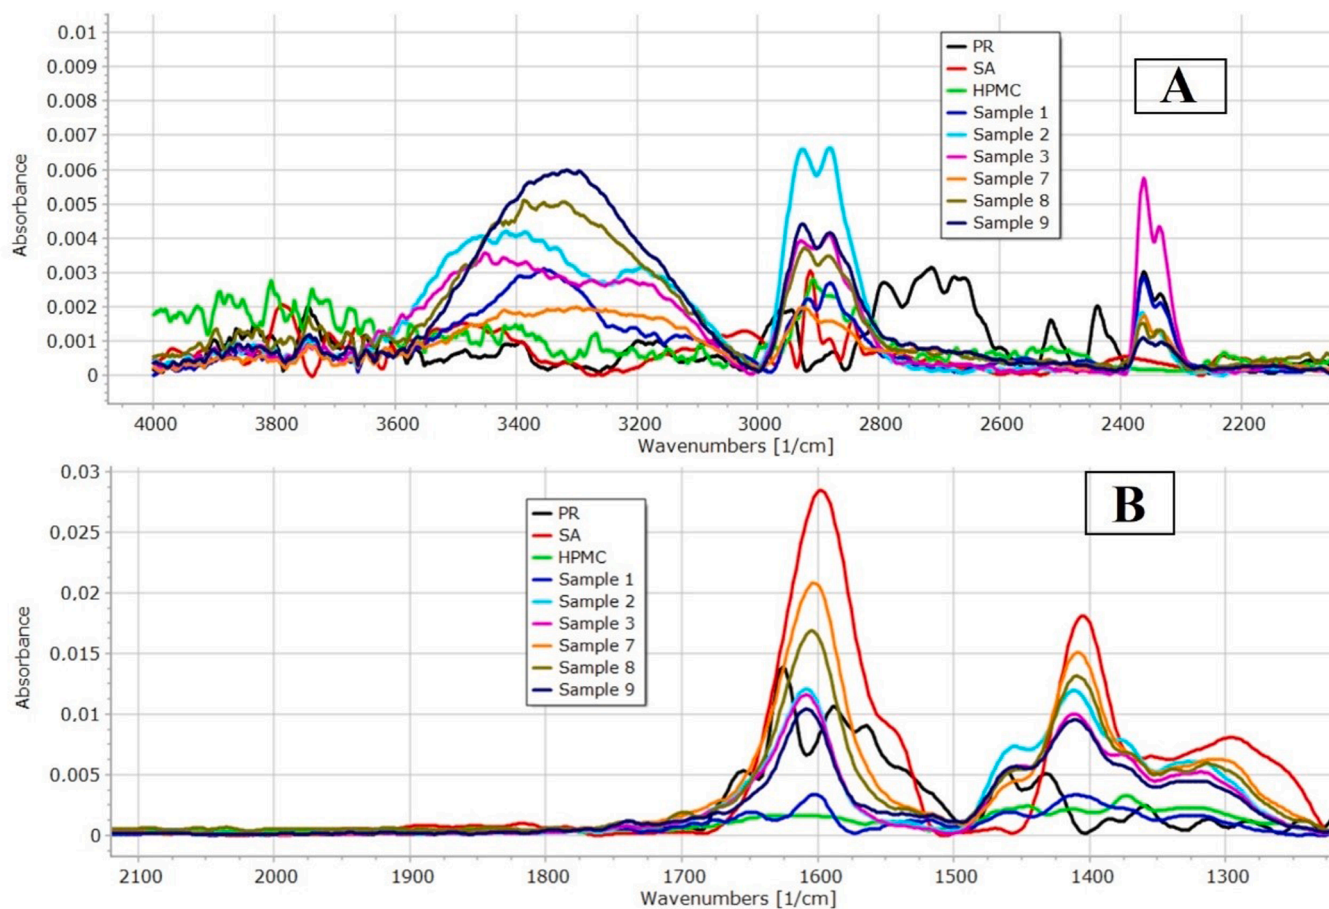 0.01
0.009
0.008
0.007
0.006
0.005
0.004
0.003
0.002
0.001
0
Absorbance
PR
SA
HPMC
Sample 1
Sample 2
Sample 3
Sample 7
Sample 8
Sample 9
A
4000 3800 3600 3400 3200 3000 2800 2600 2400 2200
Wavenumbers [1/cm]
0.03
0.025
0.02
0.015
0.01
0.005
0
Absorbance
PR
SA
HPMC
Sample 1
Sample 2
Sample 3
Sample 7
Sample 8
Sample 9
B
2100 2000 1900 1800 1700 1600 1500 1400 1300
Wavenumbers [1/cm]